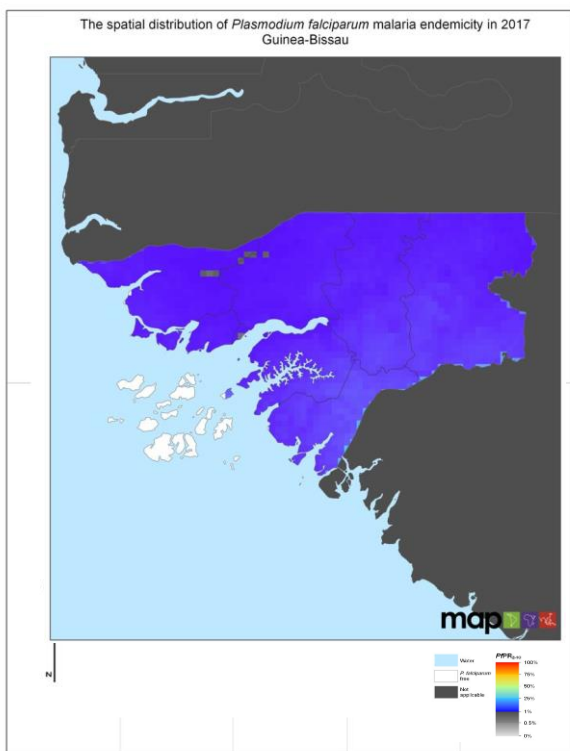 The spatial distribution of Plasmodium falciparum malaria endemicity in 2017
Guinea-Bissau
map
N
Water
P. falciparum
free
Not
applicable
PfPR2-10
100%
75%
50%
25%
1%
0.5%
0%